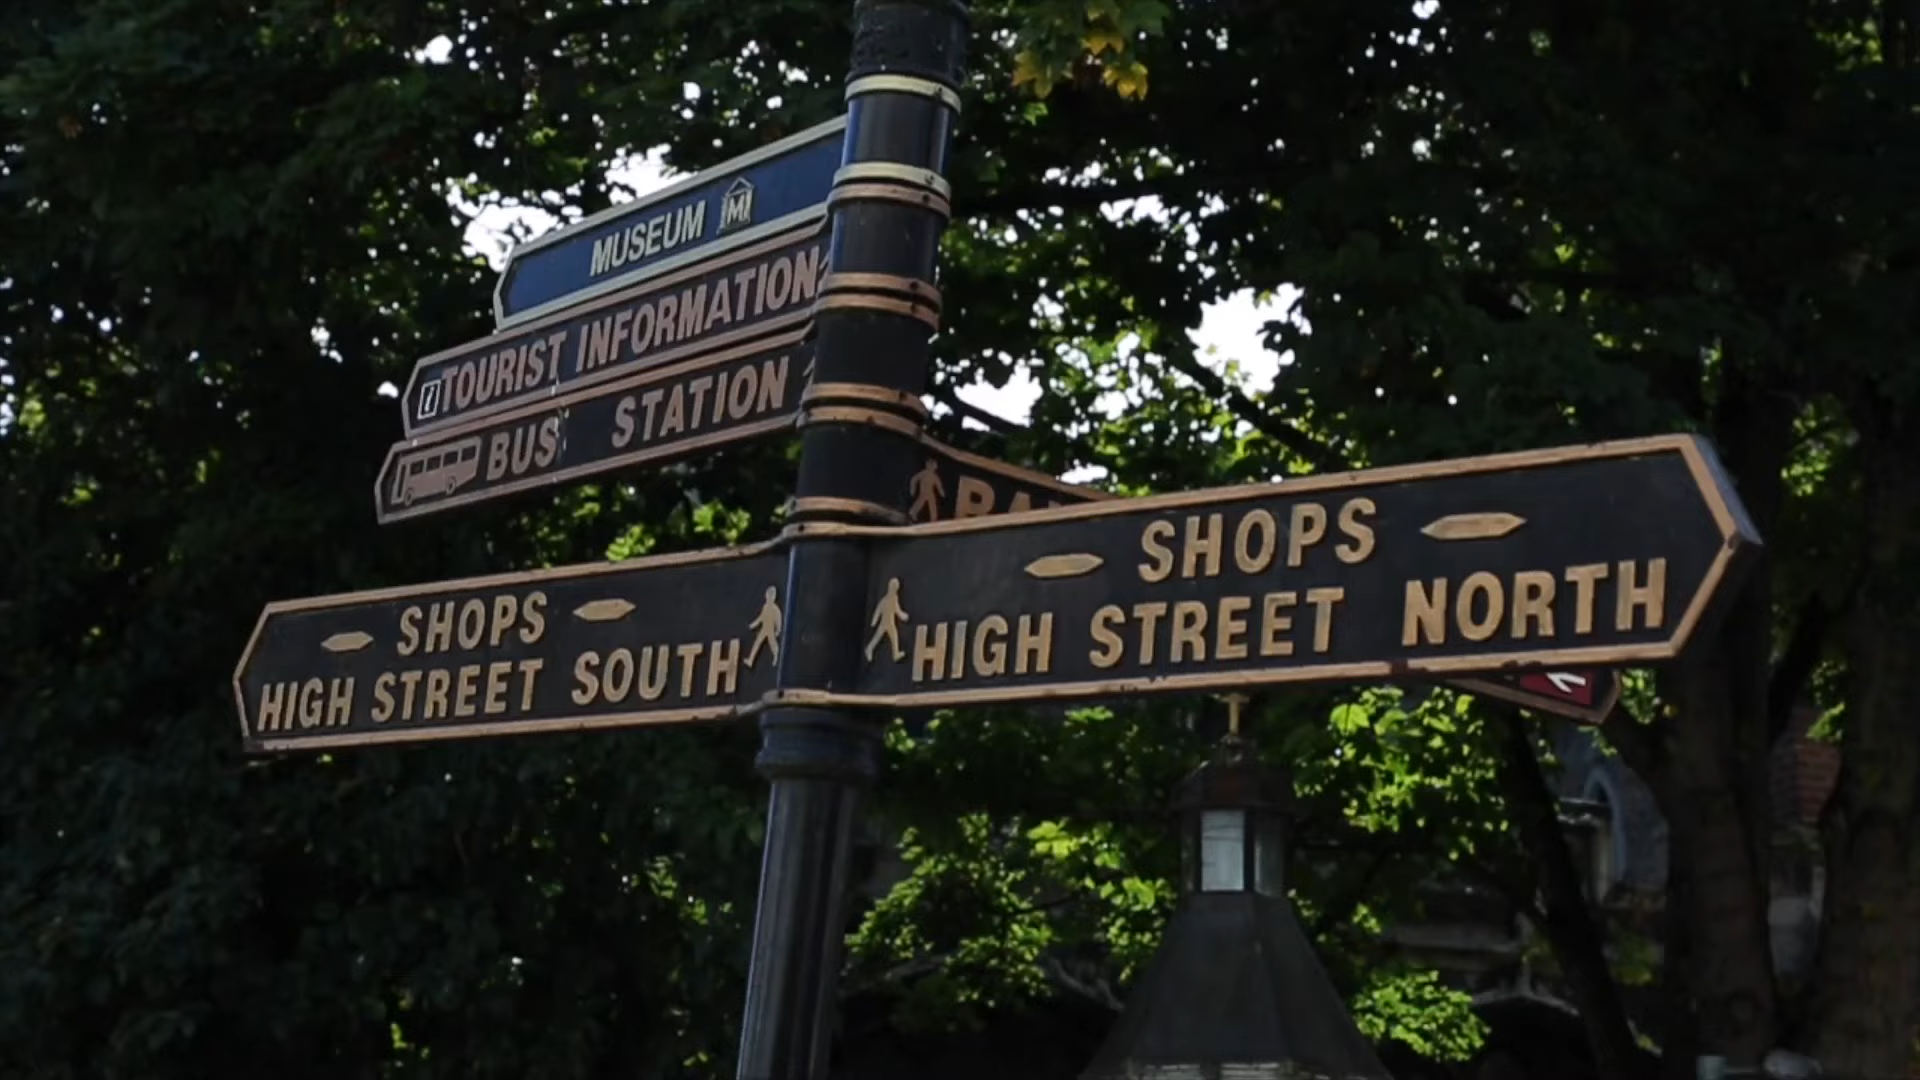 MUSEUM M
TOURIST INFORMATION
BUS STATION
SHOPS
HIGH STREET SOUTH
SHOPS
HIGH STREET NORTH